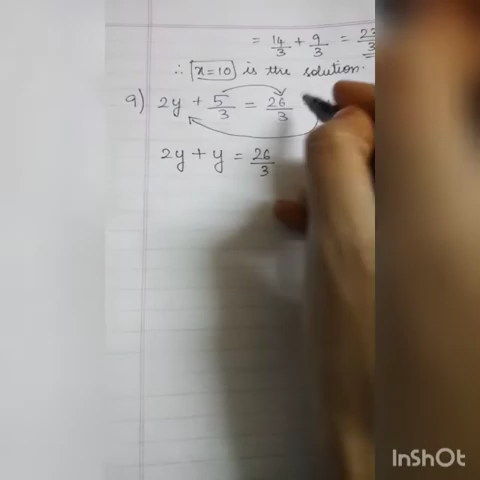 = 14/3 + 9/3 = 23/3
∴ x=10 is the solution.
9) 2y + 5/3 = 26/3
2y + y = 26/3
InShOt